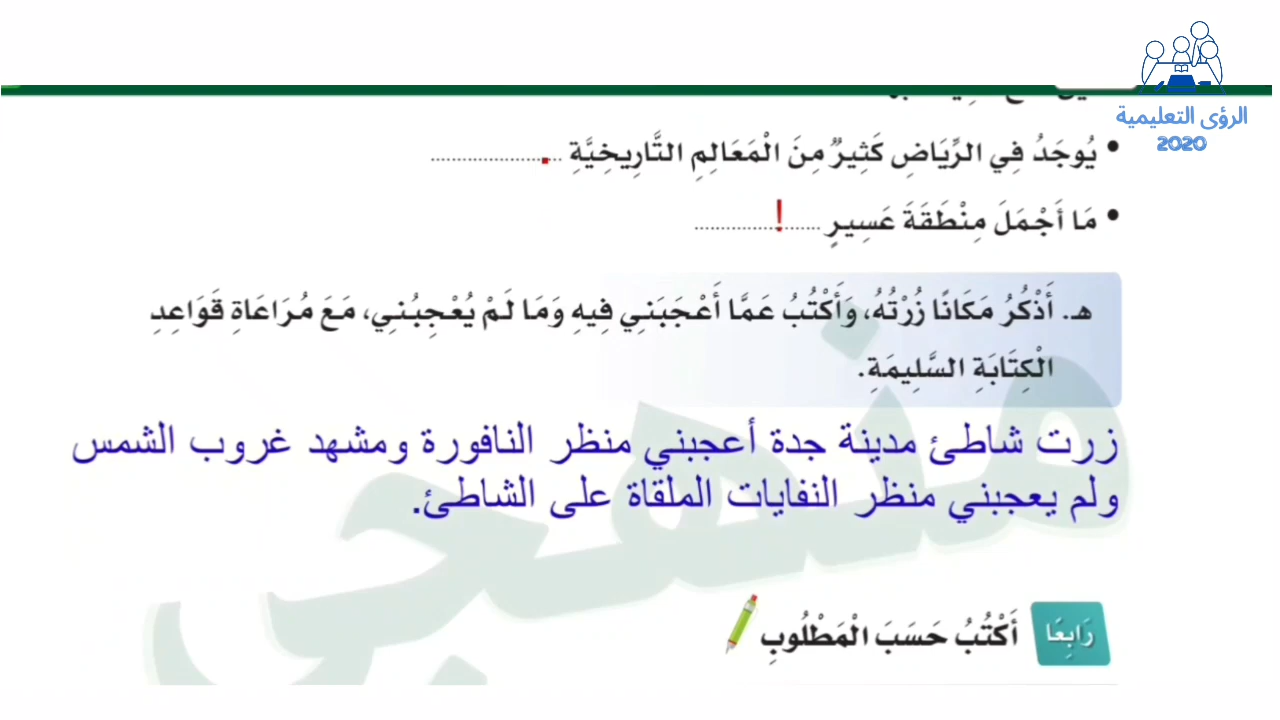 الرؤى التعليمية
2020
• يُوجَدُ فِي الرِّيَاضِ كَثِيرٌ مِنَ الْمَعَالِمِ التَّارِيخِيَّةِ .
• مَا أَجْمَلَ مِنْطَقَةَ عَسِيرٍ !
هـ. أَذْكُرُ مَكَانًا زُرْتُهُ، وَأَكْتُبُ عَمَّا أَعْجَبَنِي فِيهِ وَمَا لَمْ يُعْجِبْنِي، مَعَ مُرَاعَاةِ قَوَاعِدِ
الْكِتَابَةِ السَّلِيمَةِ.
زرت شاطئ مدينة جدة أعجبني منظر النافورة ومشهد غروب الشمس
ولم يعجبني منظر النفايات الملقاة على الشاطئ.
رَابِعًا أَكْتُبُ حَسَبَ الْمَطْلُوبِ
منهجي